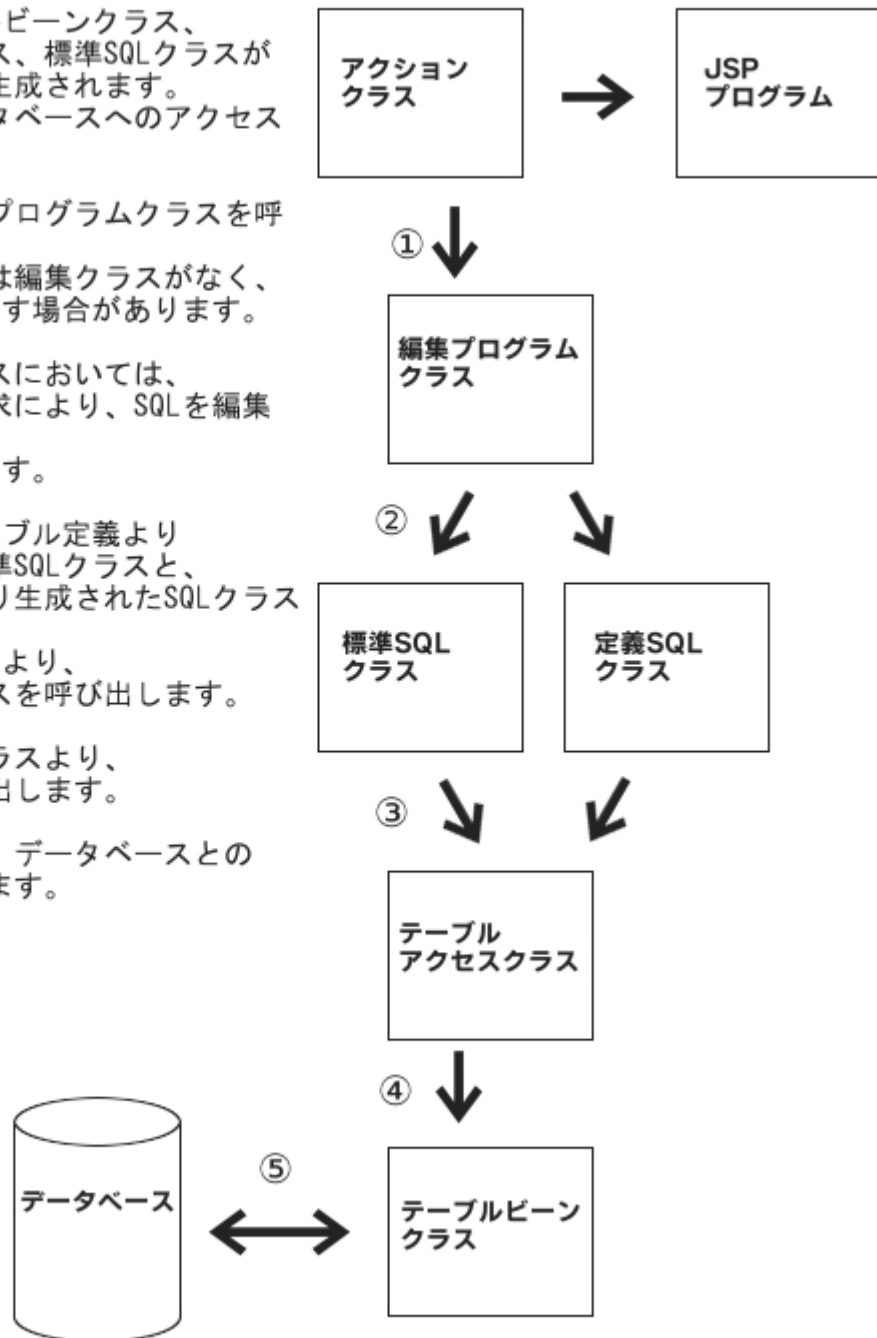 ビーンクラス、
ス、標準SQLクラスが
生成されます。
タベースへのアクセス
プログラムクラスを呼
は編集クラスがなく、
す場合があります。
スにおいては、
求により、SQLを編集
す。
ブル定義より
準SQLクラスと、
り生成されたSQLクラス
より、
スを呼び出します。
ラスより、
出します。
データベースとの
ます。
アクション
クラス
JSP
プログラム
①
編集プログラム
クラス
②
標準SQL
クラス
定義SQL
クラス
③
テーブル
アクセスクラス
④
データベース
⑤
テーブルビーン
クラス